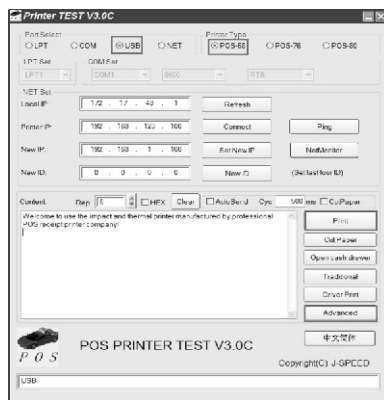 Printer TEST V3.0C
Port Select
LPT COM USB NET
Printer Type
POS-58 POS-76 POS-80
LPT Set
LPT1
COM Set
COM1 9600 RTS
NET Set
Local IP: 172 . 17 . 48 . 1 Refresh
Printer IP: 192 . 168 . 123 . 100 Connect Ping
New IP: 192 . 168 . 1 . 100 Set New IP NetMonitor
New ID: 0 . 0 . 0 . 0 New ID (Set last four ID)
Content: Rep HEX Clear AutoSend Cyc 500 ms CutPaper
Welcome to use the impact and thermal printer manufactured by professional
POS receipt printer company!
Print
Cut Paper
Open cash drawer
Traditional
Driver Print
Advanced
中文简体
POS
POS PRINTER TEST V3.0C
Copyright(C) J-SPEED
USB: